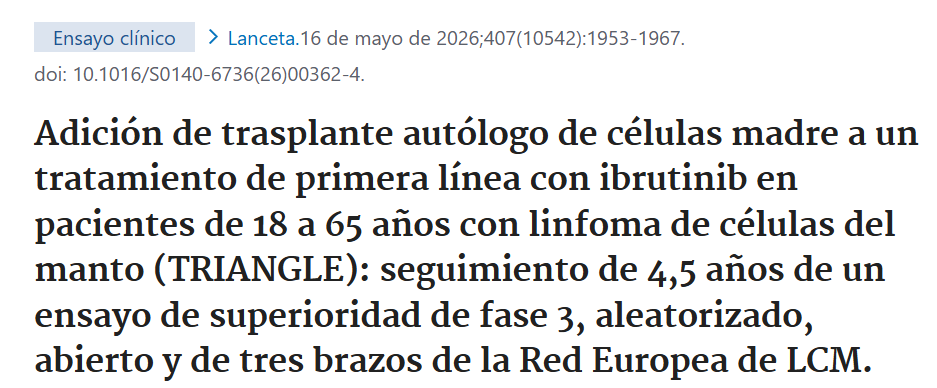 Ensayo clínico > Lanceta.16 de mayo de 2026;407(10542):1953-1967.
doi: 10.1016/S0140-6736(26)00362-4.
Adición de trasplante autólogo de células madre a un
tratamiento de primera línea con ibrutinib en
pacientes de 18 a 65 años con linfoma de células del
manto (TRIANGLE): seguimiento de 4,5 años de un
ensayo de superioridad de fase 3, aleatorizado,
abierto y de tres brazos de la Red Europea de LCM.